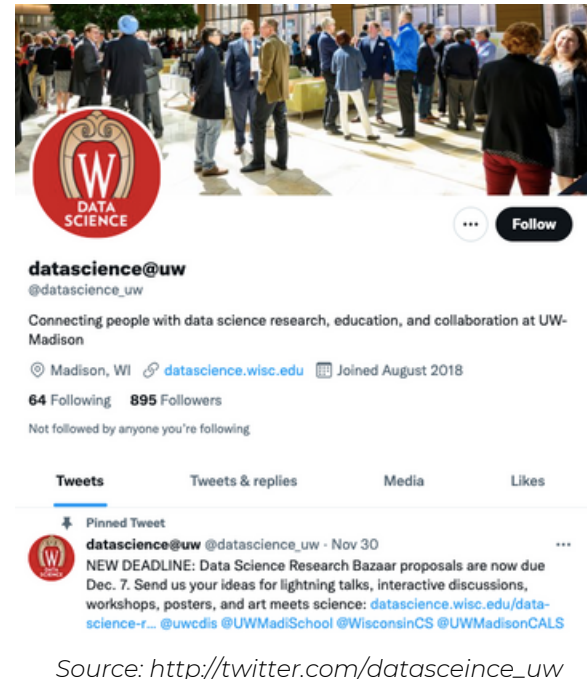 W
DATA
SCIENCE
Follow
datascience@uw
@datascience_uw
Connecting people with data science research, education, and collaboration at UW-
Madison
Madison, WI datascience.wisc.edu Joined August 2018
64 Following 895 Followers
Not followed by anyone you're following
Tweets Tweets & replies Media Likes
Pinned Tweet
datascience@uw @datascience_uw · Nov 30
NEW DEADLINE: Data Science Research Bazaar proposals are now due
Dec. 7. Send us your ideas for lightning talks, interactive discussions,
workshops, posters, and art meets science: datascience.wisc.edu/data-
science-r... @uwcdis @UWMadiSchool @WisconsinCS @UWMadisonCALS
Source: http://twitter.com/datasceince_uw